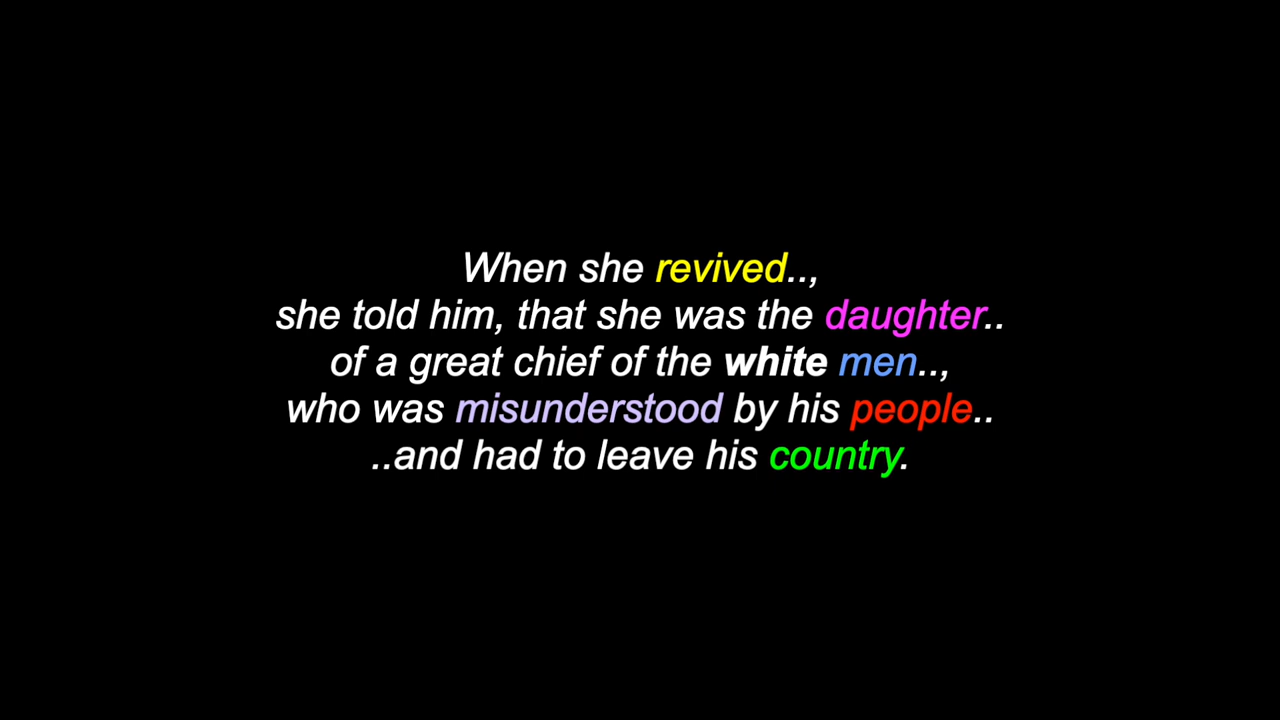 When she revived..,
she told him, that she was the daughter..
of a great chief of the white men..,
who was misunderstood by his people..
..and had to leave his country.